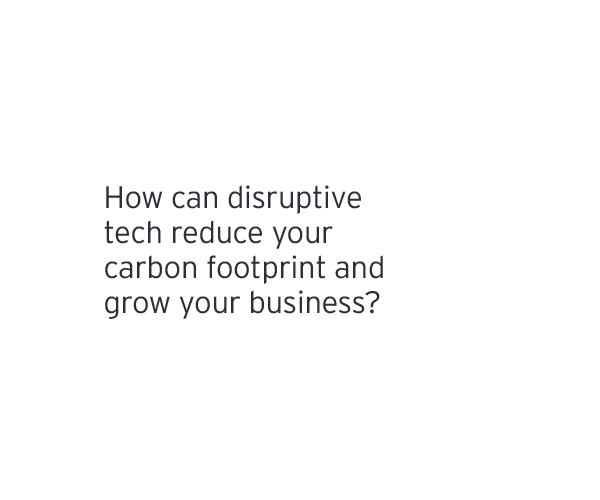 How can disruptive
tech reduce your
carbon footprint and
grow your business?